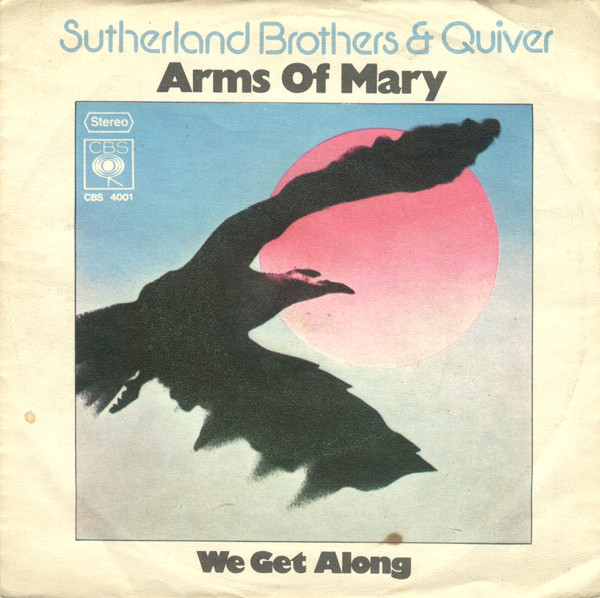 Sutherland Brothers & Quiver
Arms Of Mary
Stereo
CBS
CBS 4001
We Get Along